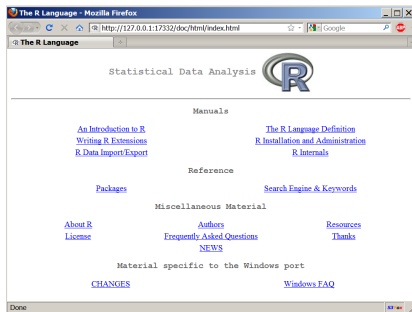 The R Language - Mozilla Firefox
http://127.0.0.1:17332/doc/html/index.html
Google
The R Language
Statistical Data Analysis R
Manuals
An Introduction to R The R Language Definition
Writing R Extensions R Installation and Administration
R Data Import/Export R Internals
Reference
Packages Search Engine & Keywords
Miscellaneous Material
About R Authors Resources
License Frequently Asked Questions Thanks
NEWS
Material specific to the Windows port
CHANGES Windows FAQ
Done